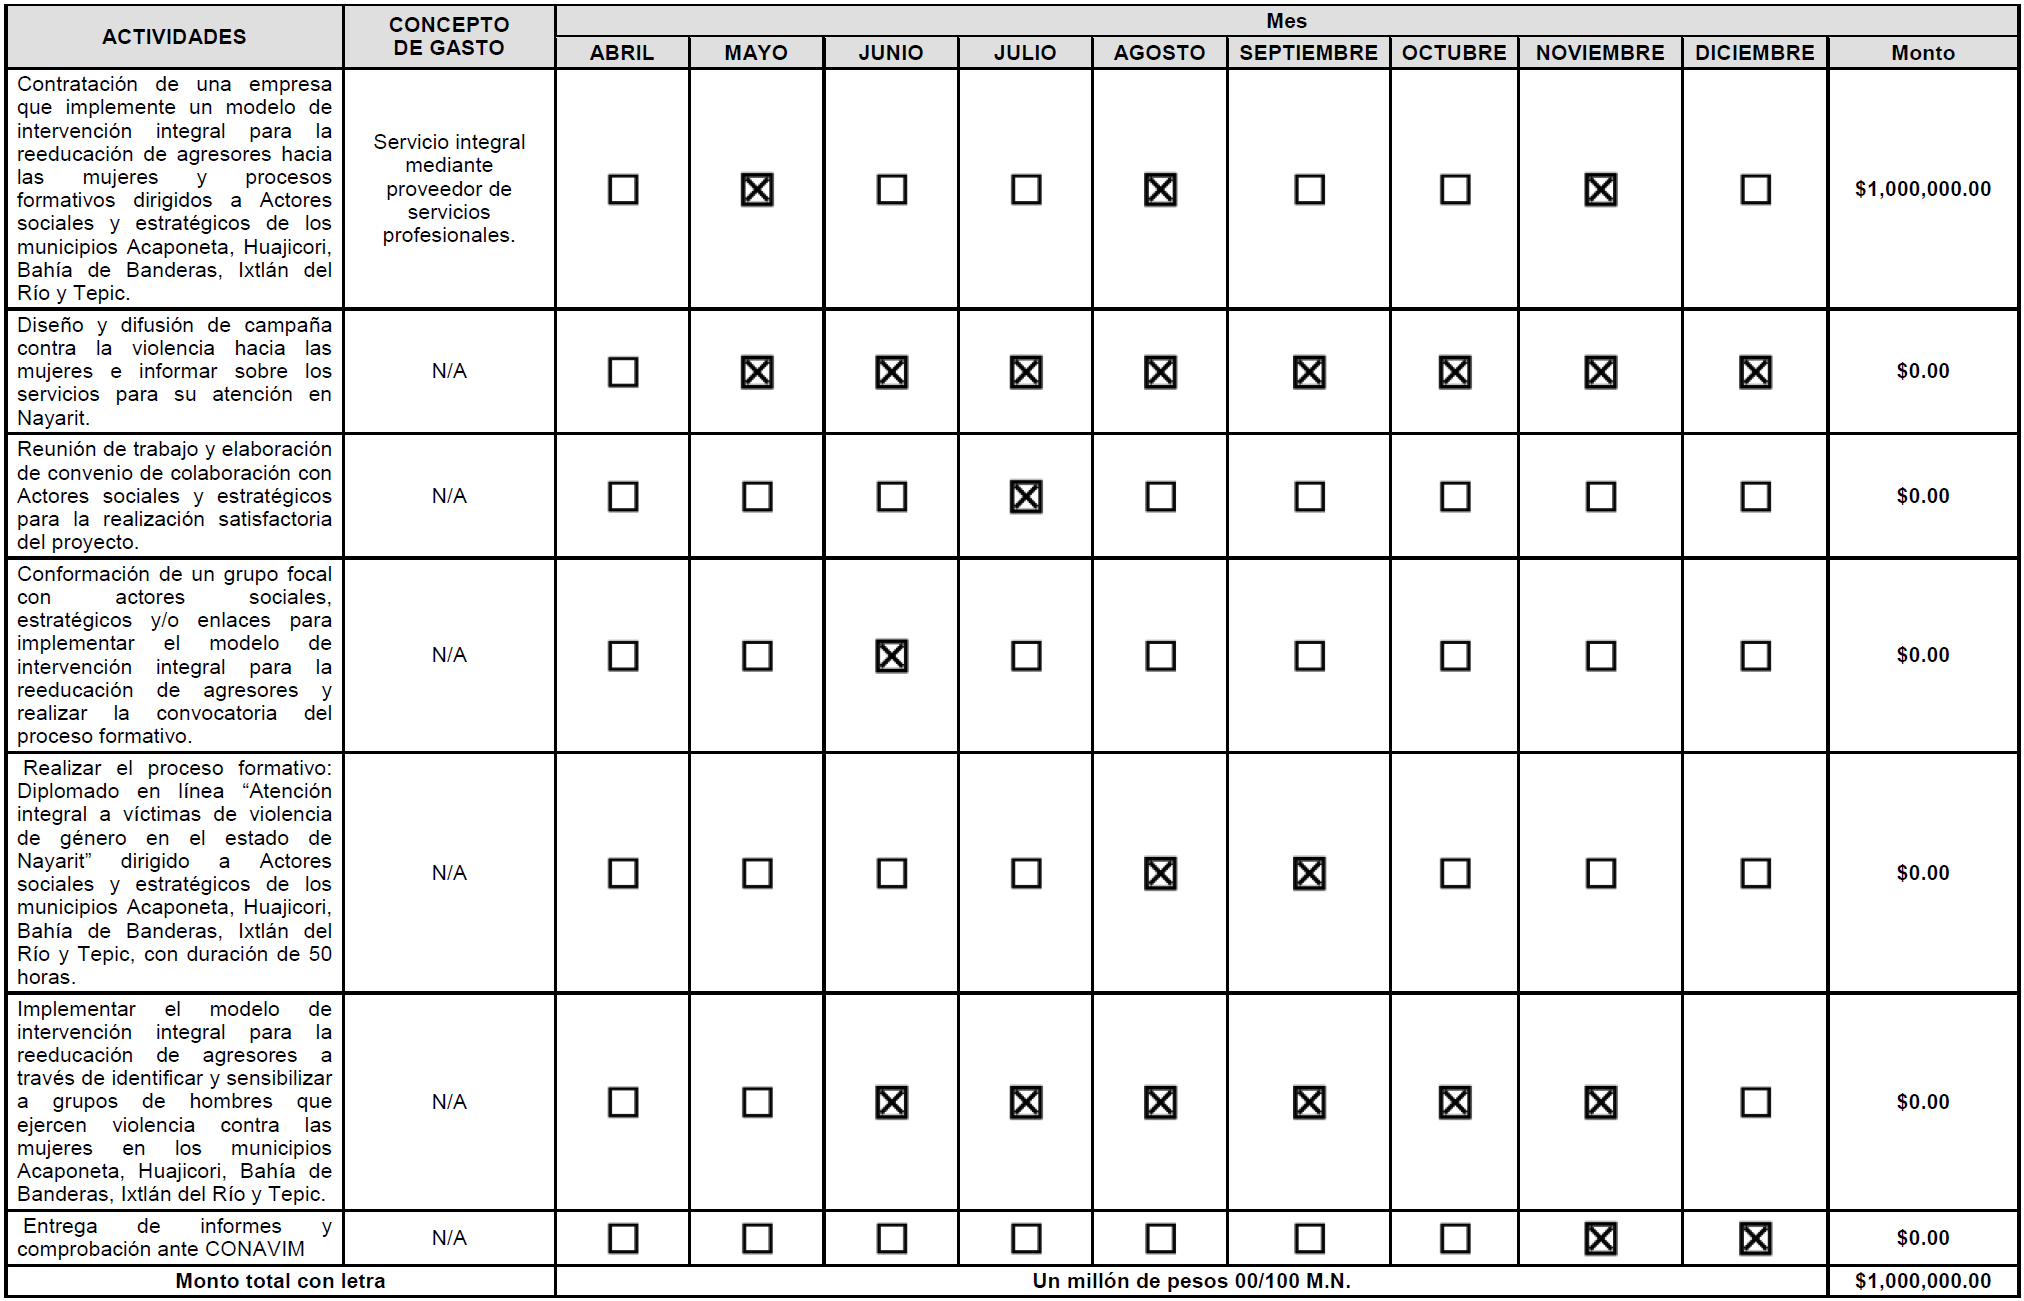 ACTIVIDADES
CONCEPTO
DE GASTO
Mes
ABRIL
MAYO
JUNIO
JULIO
AGOSTO
SEPTIEMBRE
OCTUBRE
NOVIEMBRE
DICIEMBRE
Monto
Contratación de una empresa
que implemente un modelo de
intervención integral para la
reeducación de agresores hacia
las mujeres y procesos
formativos dirigidos a Actores
sociales y estratégicos de los
municipios Acaponeta, Huajicori,
Bahía de Banderas, Ixtlán del
Río y Tepic.
Servicio integral
mediante
proveedor de
servicios
profesionales.
☐ ☒ ☐ ☐ ☒ ☐ ☐ ☒ ☐
$1,000,000.00
Diseño y difusión de campaña
contra la violencia hacia las
mujeres e informar sobre los
servicios para su atención en
Nayarit.
N/A
☐ ☒ ☒ ☒ ☒ ☒ ☒ ☒ ☒
$0.00
Reunión de trabajo y elaboración
de convenio de colaboración con
Actores sociales y estratégicos
para la realización satisfactoria
del proyecto.
N/A
☐ ☐ ☐ ☒ ☐ ☐ ☐ ☐ ☐
$0.00
Conformación de un grupo focal
con actores sociales,
estratégicos y/o enlaces para
implementar el modelo de
intervención integral para la
reeducación de agresores y
realizar la convocatoria del
proceso formativo.
N/A
☐ ☐ ☒ ☐ ☐ ☐ ☐ ☐ ☐
$0.00
Realizar el proceso formativo:
Diplomado en línea “Atención
integral a víctimas de violencia
de género en el estado de
Nayarit” dirigido a Actores
sociales y estratégicos de los
municipios Acaponeta, Huajicori,
Bahía de Banderas, Ixtlán del
Río y Tepic, con duración de 50
horas.
N/A
☐ ☐ ☐ ☐ ☒ ☒ ☐ ☐ ☐
$0.00
Implementar el modelo de
intervención integral para la
reeducación de agresores a
través de identificar y sensibilizar
a grupos de hombres que
ejercen violencia contra las
mujeres en los municipios
Acaponeta, Huajicori, Bahía de
Banderas, Ixtlán del Río y Tepic.
N/A
☐ ☐ ☒ ☒ ☒ ☒ ☒ ☒ ☐
$0.00
Entrega de informes y
comprobación ante CONAVIM
N/A
☐ ☐ ☐ ☐ ☐ ☐ ☐ ☒ ☒
$0.00
Monto total con letra
Un millón de pesos 00/100 M.N.
$1,000,000.00